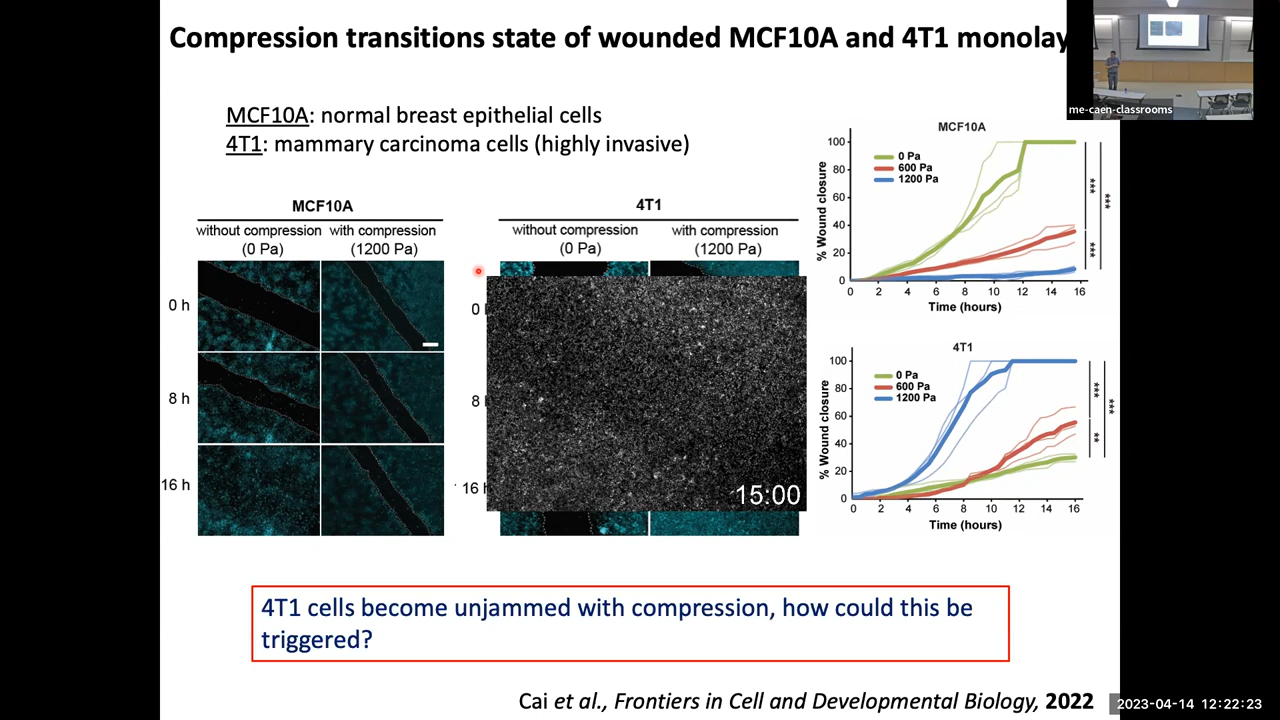 Compression transitions state of wounded MCF10A and 4T1 monolay
me-caen-classrooms
MCF10A: normal breast epithelial cells
4T1: mammary carcinoma cells (highly invasive)
MCF10A
without compression
(0 Pa)
with compression
(1200 Pa)
0 h
8 h
16 h
4T1
without compression
(0 Pa)
with compression
(1200 Pa)
0
8
16 h
15:00
MCF10A
% Wound closure
100
80
60
40
20
0
0 Pa
600 Pa
1200 Pa
***
***
***
0 2 4 6 8 10 12 14 16
Time (hours)
4T1
% Wound closure
100
80
60
40
20
0
0 Pa
600 Pa
1200 Pa
***
**
***
0 2 4 6 8 10 12 14 16
Time (hours)
4T1 cells become unjammed with compression, how could this be
triggered?
Cai et al., Frontiers in Cell and Developmental Biology, 2022
2023-04-14 12:22:23